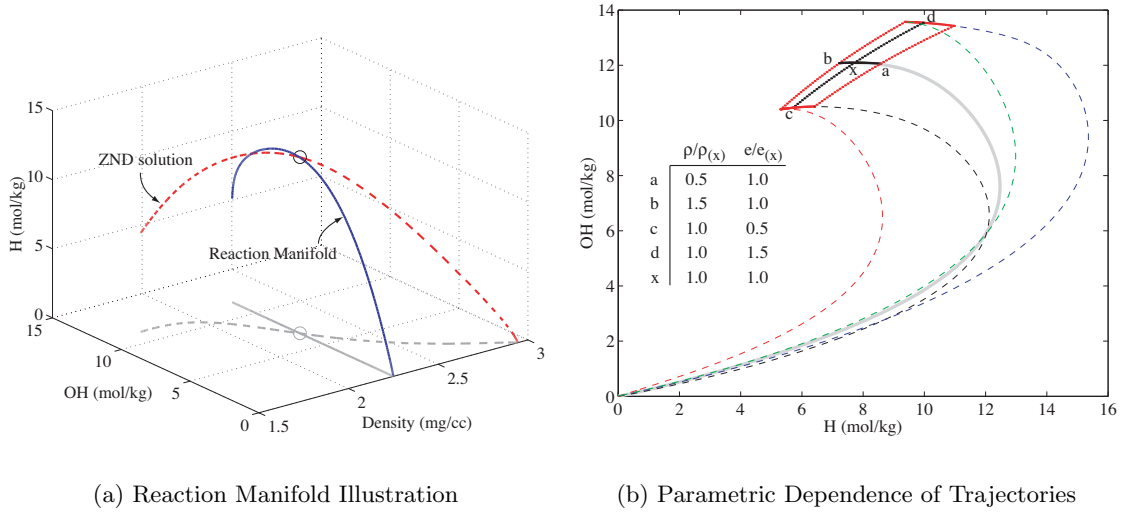 15
10
5
0
H (mol/kg)
ZND solution
Reaction Manifold
15
10
5
0
OH (mol/kg)
1.5
2
2.5
3
Density (mg/cc)
(a) Reaction Manifold Illustration
14
12
10
8
6
4
2
0
OH (mol/kg)
d
b
x
a
c
ρ/ρ(x) e/e(x)
a 0.5 1.0
b 1.5 1.0
c 1.0 0.5
d 1.0 1.5
x 1.0 1.0
0 2 4 6 8 10 12 14 16
H (mol/kg)
(b) Parametric Dependence of Trajectories